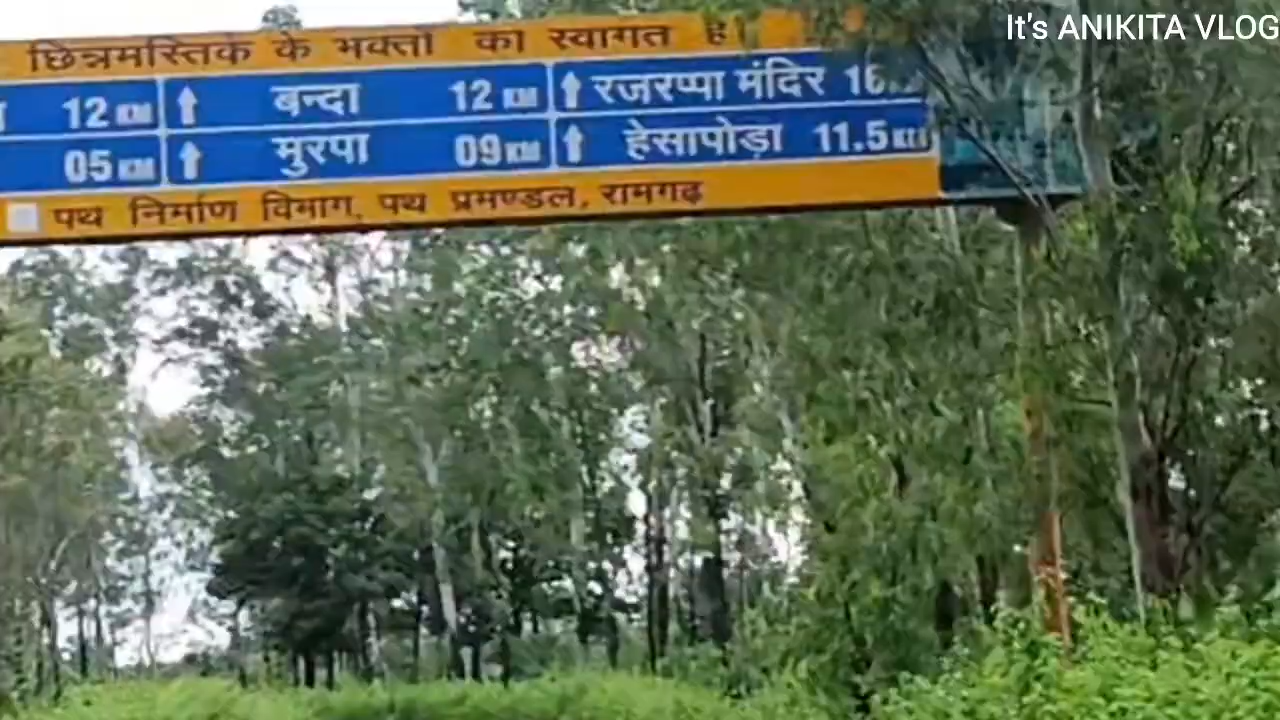 It's ANIKITA VLOG
छिन्नमस्तिके के भक्तों का स्वागत है
12 KM ↑ बन्दा 12 KM ↑ रजरप्पा मंदिर
05 KM ↑ मुरपा 09 KM ↑ हेसापोड़ा 11.5 KM
पथ निर्माण विभाग, पथ प्रमण्डल, रामगढ़